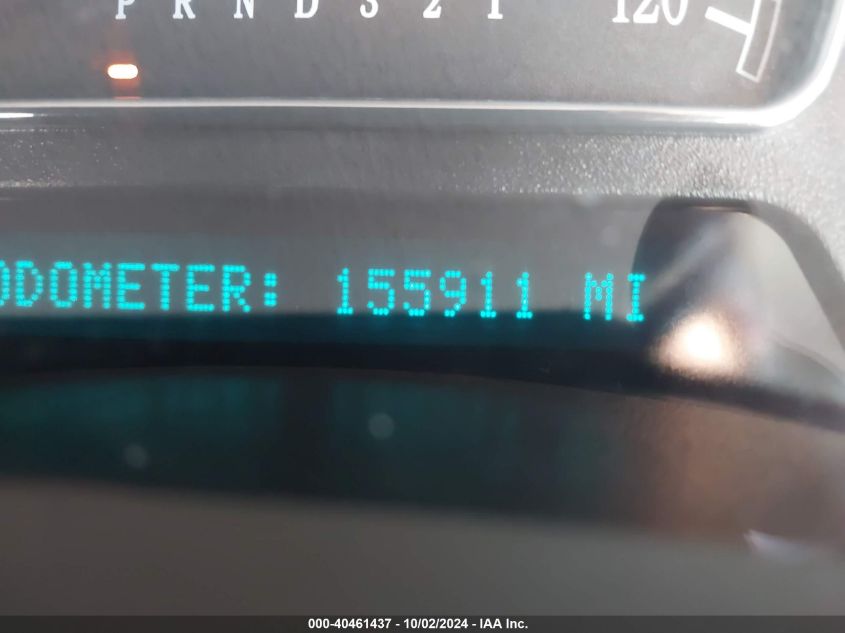 P R N D 3 2 1 120
ODOMETER: 155911 MI
000-40461437 - 10/02/2024 - IAA Inc.